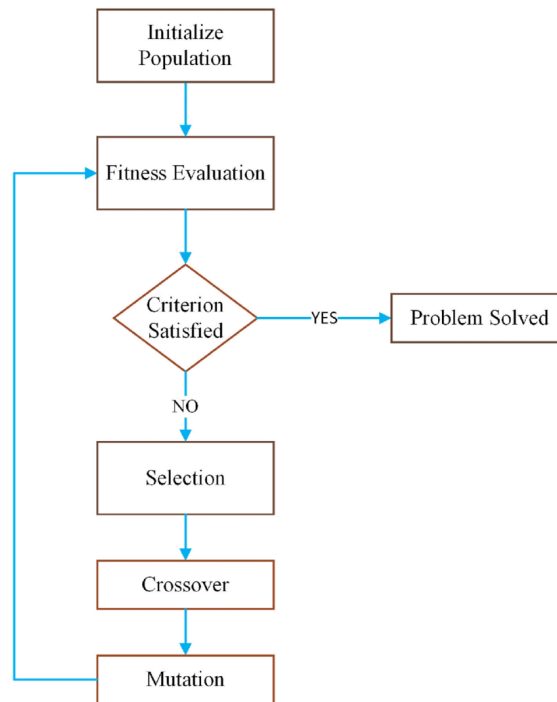 Initialize
Population
Fitness Evaluation
Criterion
Satisfied
YES
Problem Solved
NO
Selection
Crossover
Mutation